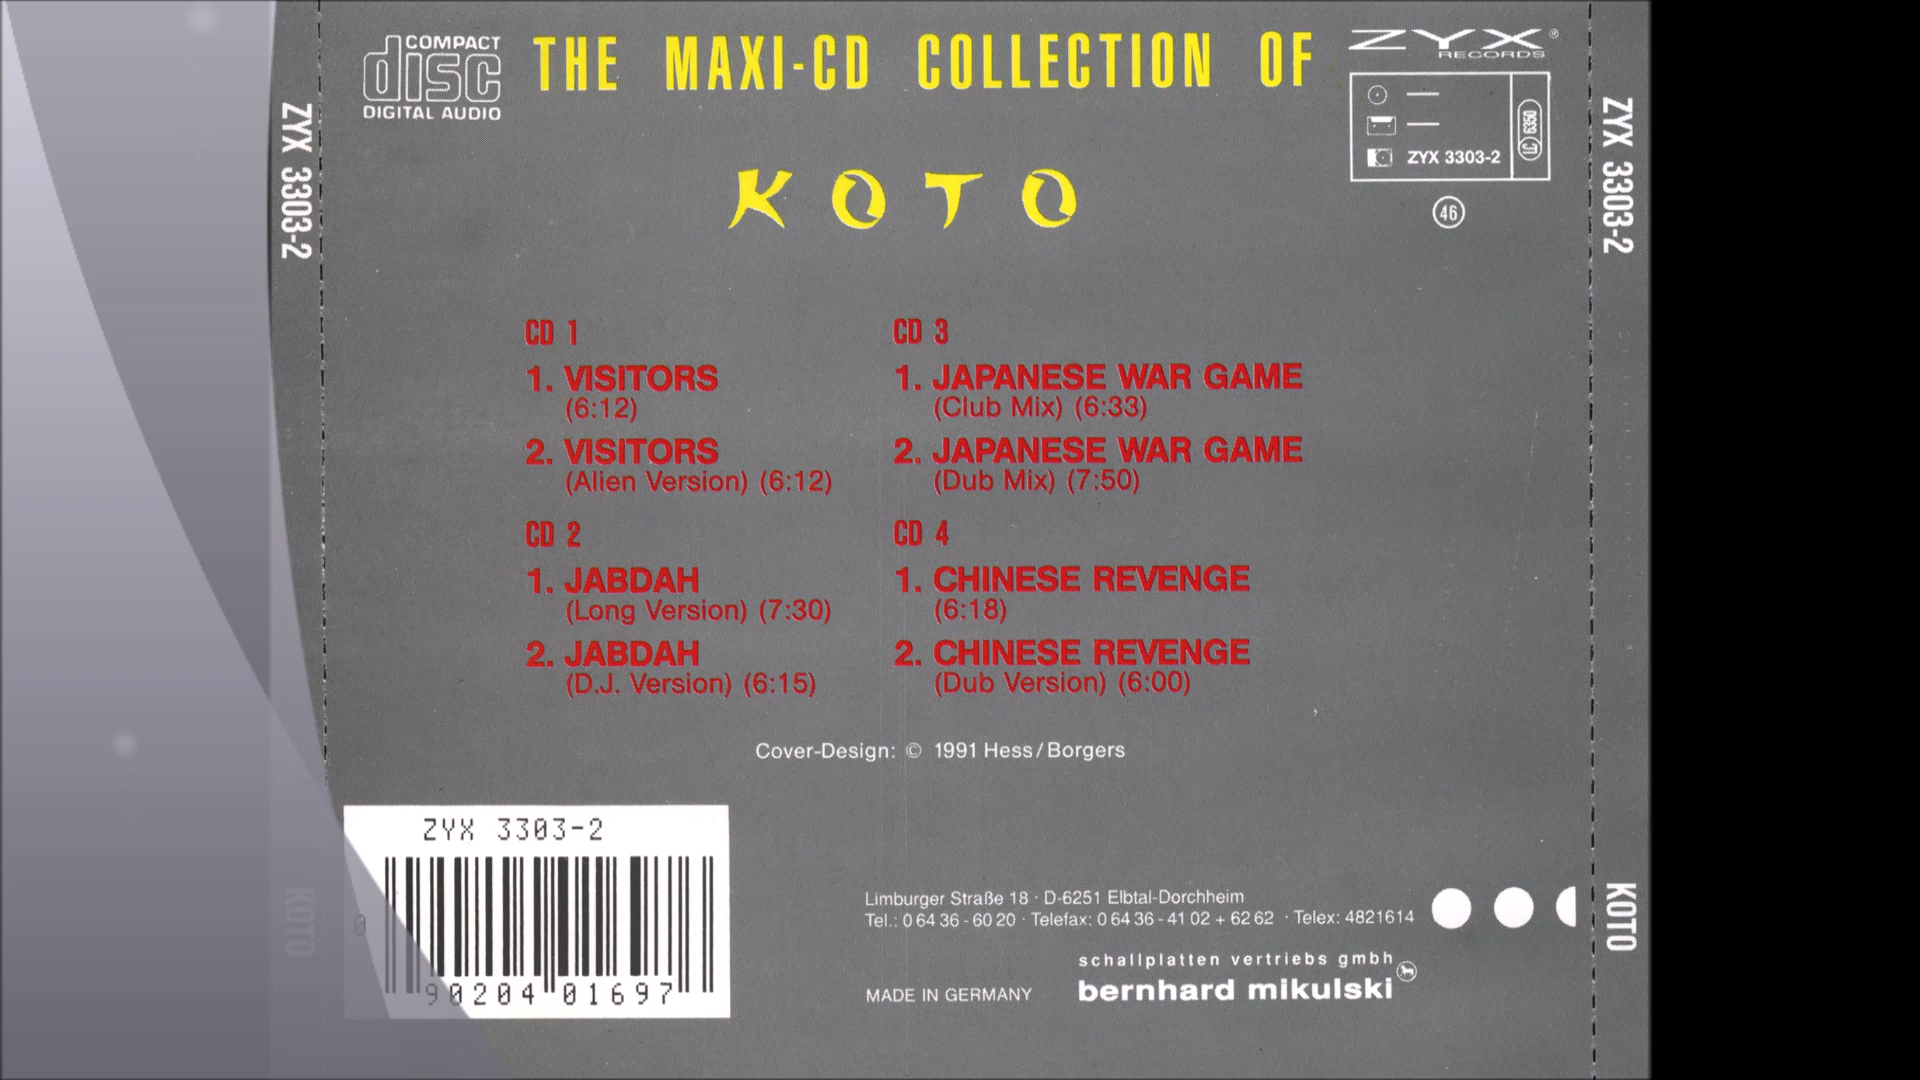 COMPACT
disc
DIGITAL AUDIO
THE MAXI-CD COLLECTION OF
KOTO
ZYX®
RECORDS
ZYX 3303-2
LC 6350
46
ZYX 3303-2
ZYX 3303-2
CD 1
1. VISITORS
(6:12)
2. VISITORS
(Alien Version) (6:12)
CD 2
1. JABDAH
(Long Version) (7:30)
2. JABDAH
(D.J. Version) (6:15)
CD 3
1. JAPANESE WAR GAME
(Club Mix) (6:33)
2. JAPANESE WAR GAME
(Dub Mix) (7:50)
CD 4
1. CHINESE REVENGE
(6:18)
2. CHINESE REVENGE
(Dub Version) (6:00)
Cover-Design: © 1991 Hess/Borgers
ZYX 3303-2
0 90204 01697
KOTO
KOTO
Limburger Straße 18 · D-6251 Elbtal-Dorchheim
Tel.: 0 64 36 - 60 20 · Telefax: 0 64 36 - 41 02 + 62 62 · Telex: 4821614
schallplatten vertriebs gmbh
bernhard mikulski
MADE IN GERMANY